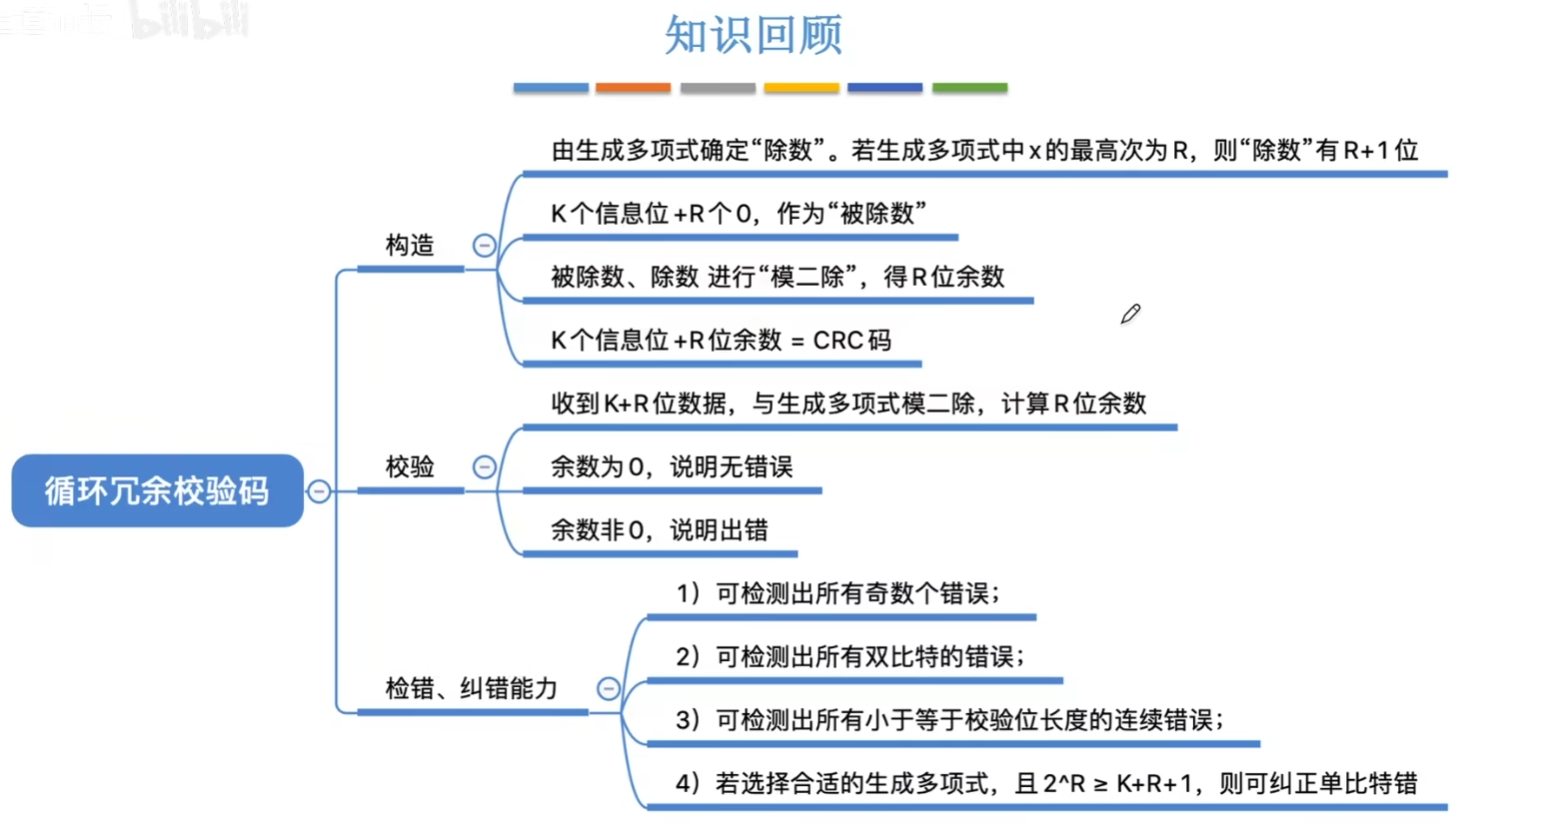 bilibili
知识回顾
由生成多项式确定“除数”。若生成多项式中x的最高次为R，则“除数”有R+1位
K个信息位+R个0，作为“被除数”
构造
被除数、除数 进行“模二除”，得R位余数
K个信息位+R位余数 = CRC码
收到K+R位数据，与生成多项式模二除，计算R位余数
校验
余数为0，说明无错误
循环冗余校验码
余数非0，说明出错
1）可检测出所有奇数个错误；
2）可检测出所有双比特的错误；
检错、纠错能力
3）可检测出所有小于等于校验位长度的连续错误；
4）若选择合适的生成多项式，且2^R ≥ K+R+1，则可纠正单比特错